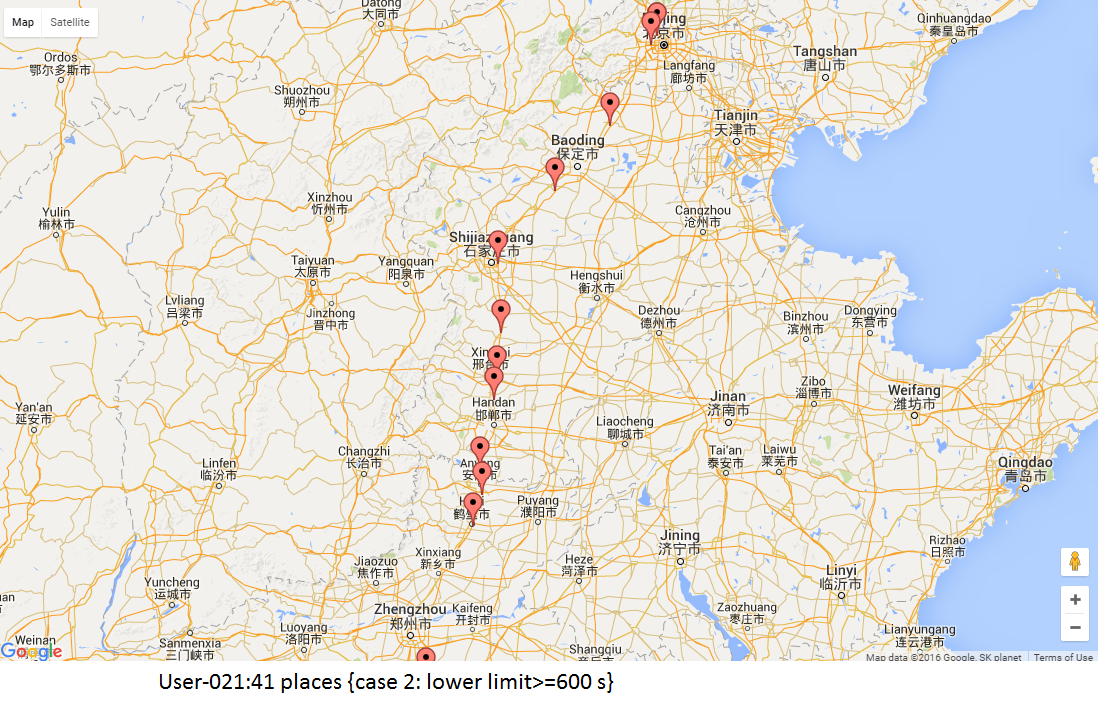 Map Satellite
Datong
大同市
Beijing
北京市
Qinhuangdao
秦皇岛市
Ordos
鄂尔多斯市
Tangshan
唐山市
Langfang
廊坊市
Shuozhou
朔州市
Tianjin
天津市
Baoding
保定市
Xinzhou
忻州市
Yulin
榆林市
Cangzhou
沧州市
Shijiazhuang
石家庄市
Taiyuan
太原市
Yangquan
阳泉市
Hengshui
衡水市
Lvliang
吕梁市
Jinzhong
晋中市
Dezhou
德州市
Binzhou
滨州市
Dongying
东营市
Xingtai
邢台市
Zibo
淄博市
Weifang
潍坊市
Yan'an
延安市
Handan
邯郸市
Jinan
济南市
Liaocheng
聊城市
Changzhi
长治市
Linfen
临汾市
Anyang
安阳市
Tai'an
泰安市
Laiwu
莱芜市
Qingdao
青岛市
Hebi
鹤壁市
Puyang
濮阳市
Jining
济宁市
Rizhao
日照市
Xinxiang
新乡市
Jiaozuo
焦作市
Heze
菏泽市
Linyi
临沂市
Yuncheng
运城市
Zhengzhou
郑州市
Kaifeng
开封市
Zaozhuang
枣庄市
Luoyang
洛阳市
Lianyungang
连云港市
Weinan
Sanmenxia
三门峡市
Shangqiu
商丘市
+
−
Google
Map data ©2016 Google, SK planet Terms of Use
User-021:41 places {case 2: lower limit>=600 s}